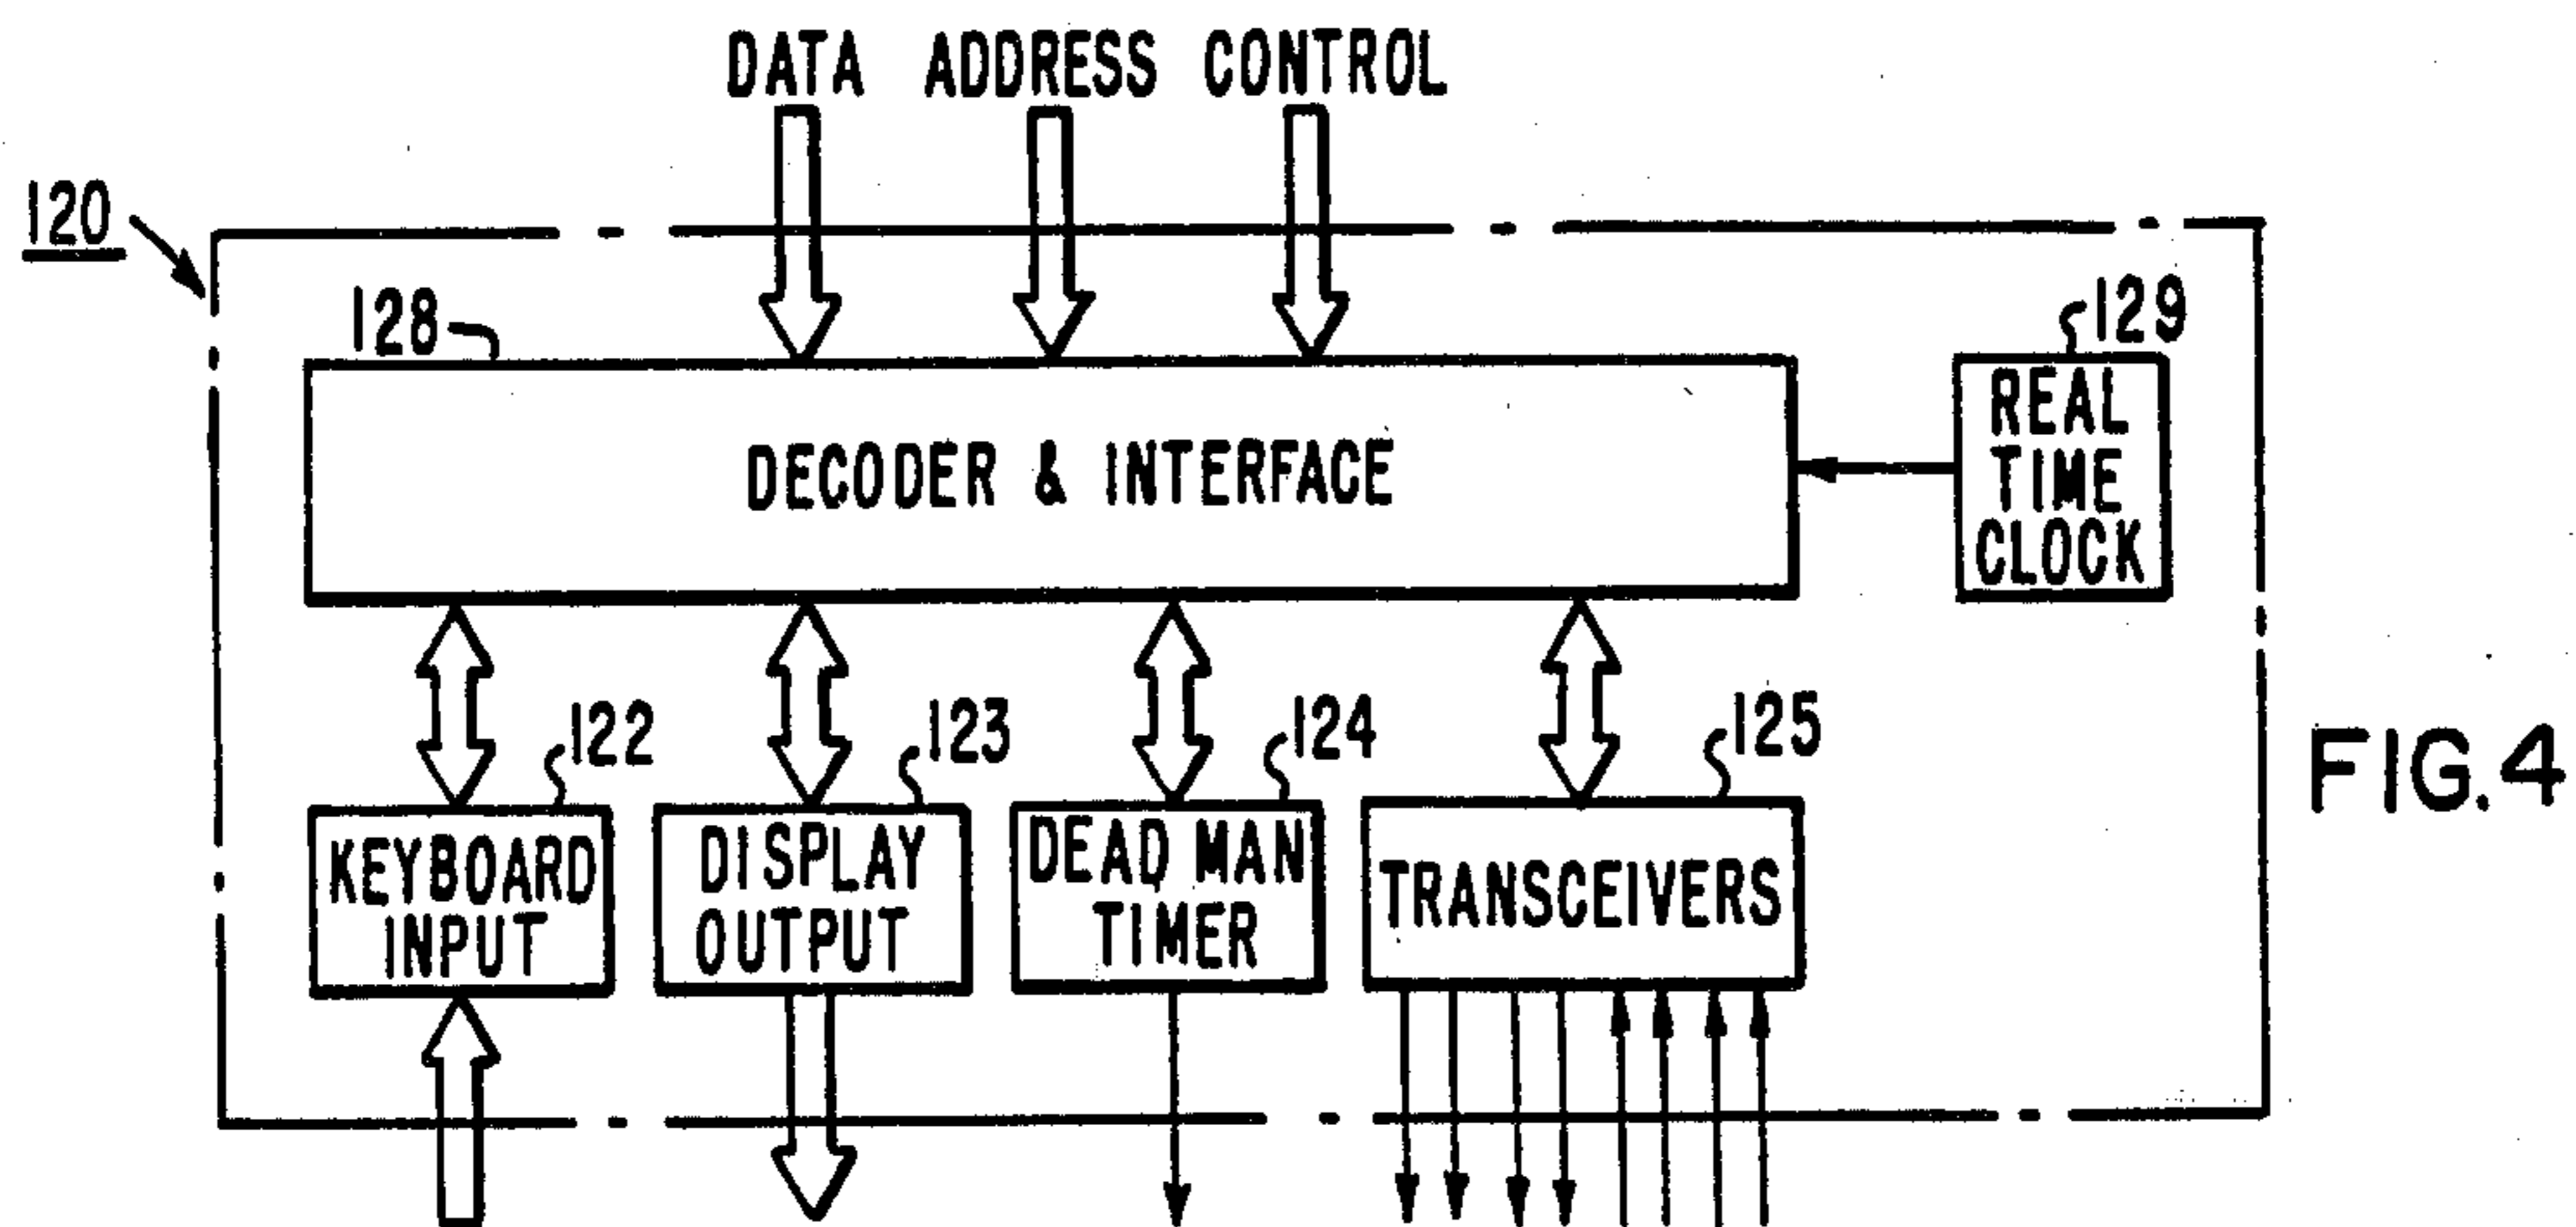 DATA ADDRESS CONTROL
120
128
129
DECODER & INTERFACE
REAL
TIME
CLOCK
122
123
124
125
KEYBOARD
INPUT
DISPLAY
OUTPUT
DEAD MAN
TIMER
TRANSCEIVERS
FIG.4